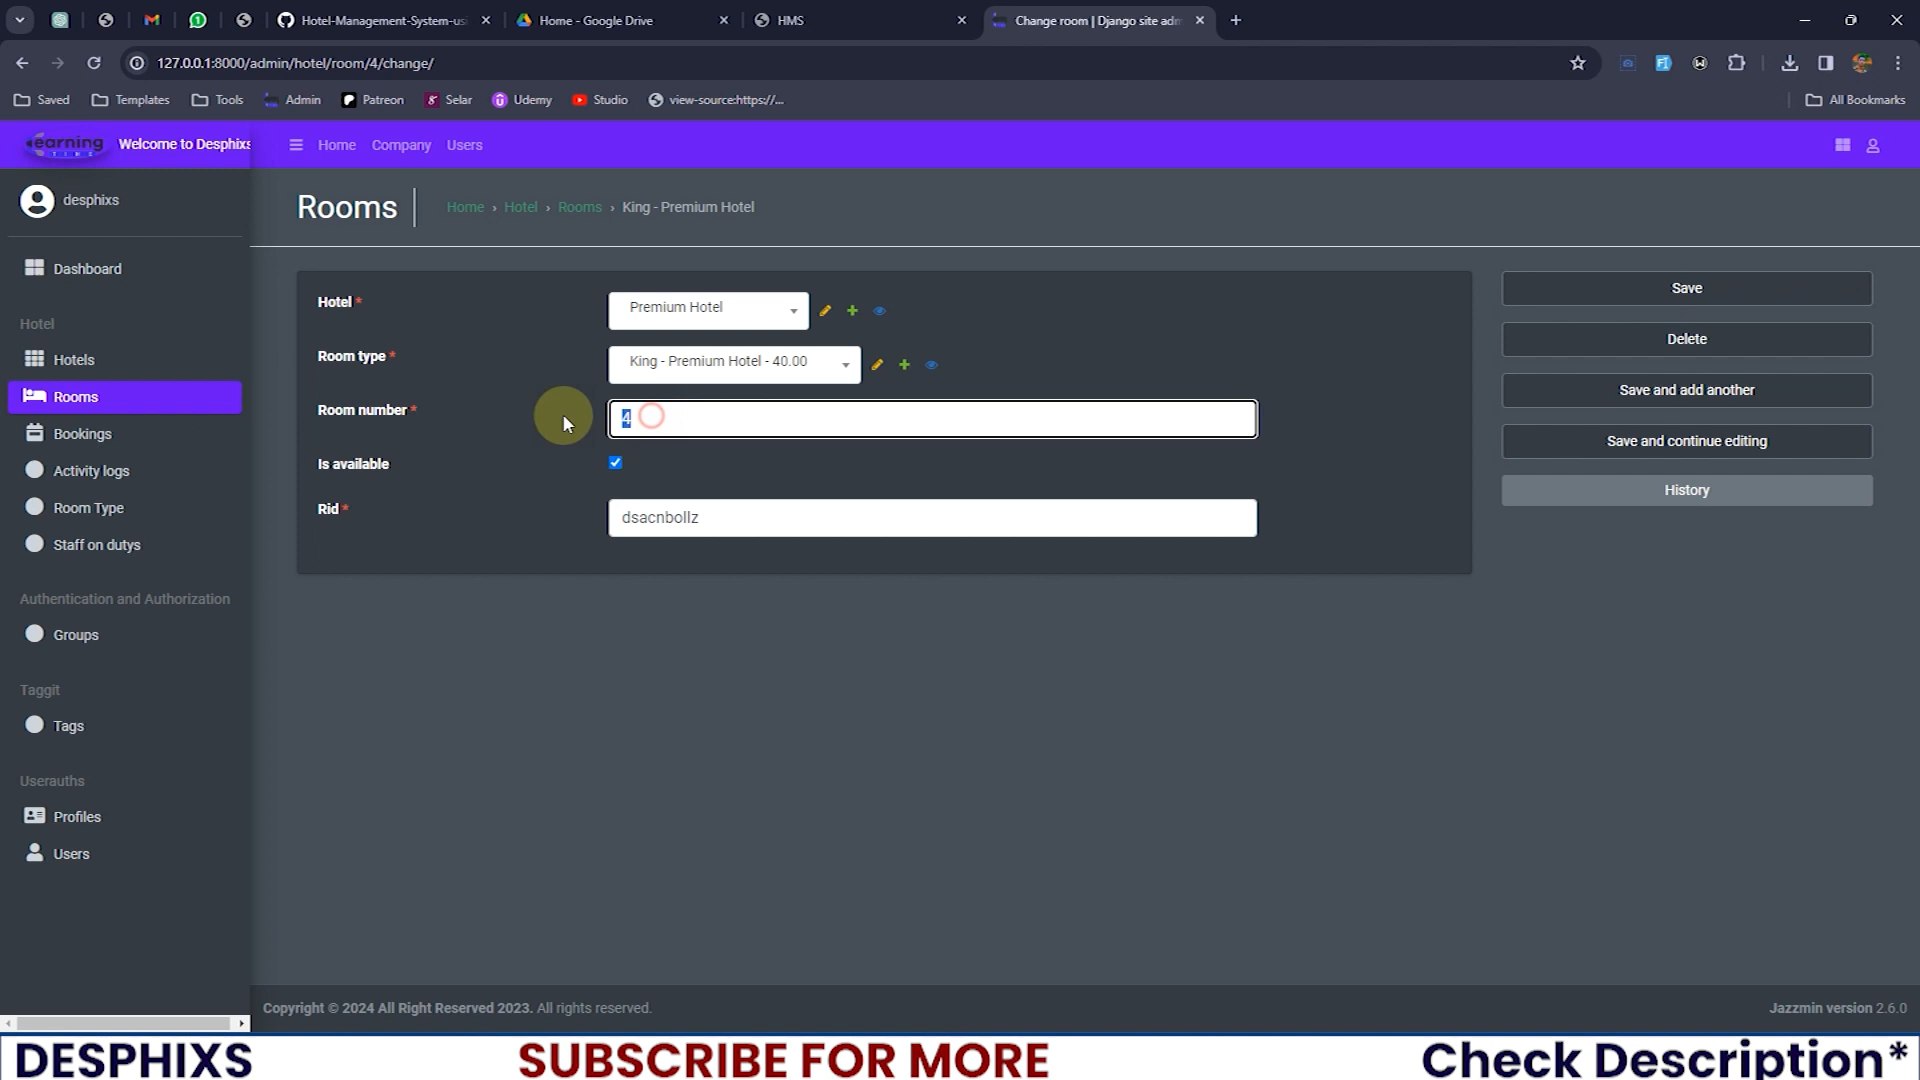 Hotel-Management-System-usi
Home - Google Drive
HMS
Change room | Django site adm
127.0.0.1:8000/admin/hotel/room/4/change/
Saved
Templates
Tools
Admin
Patreon
Selar
Udemy
Studio
view-source:https://...
All Bookmarks
earning
TIME
Welcome to Desphixs
Home
Company
Users
desphixs
Rooms
Home › Hotel › Rooms › King - Premium Hotel
Dashboard
Hotel
Hotels
Rooms
Bookings
Activity logs
Room Type
Staff on dutys
Authentication and Authorization
Groups
Taggit
Tags
Userauths
Profiles
Users
Hotel*
Premium Hotel
Room type*
King - Premium Hotel - 40.00
Room number*
4
Is available
Rid*
dsacnbollz
Save
Delete
Save and add another
Save and continue editing
History
Copyright © 2024 All Right Reserved 2023. All rights reserved.
Jazzmin version 2.6.0
DESPHIXS
SUBSCRIBE FOR MORE
Check Description*